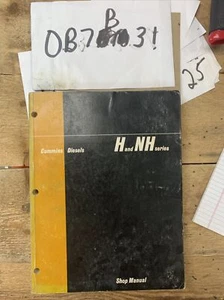 B
25
Cummins Diesels
H and NH series
Shop Manual